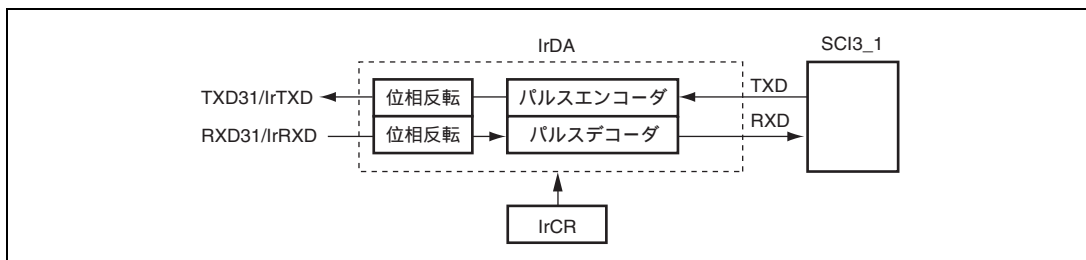 IrDA
SCI3_1
TXD31/IrTXD
位相反転
パルスエンコーダ
TXD
RXD31/IrRXD
位相反転
パルスデコーダ
RXD
IrCR